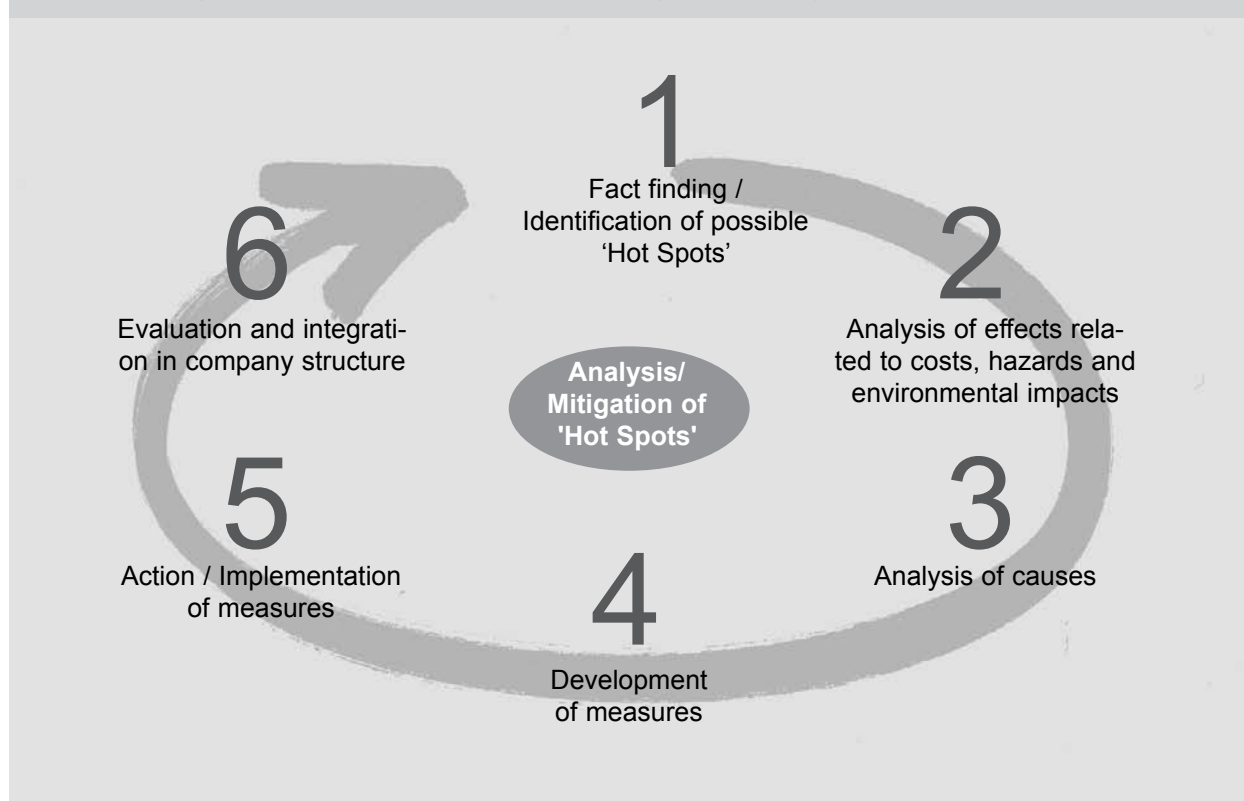 1
Fact finding /
Identification of possible
‘Hot Spots’
2
Analysis of effects rela-
ted to costs, hazards and
environmental impacts
3
Analysis of causes
4
Development
of measures
5
Action / Implementation
of measures
6
Evaluation and integrati-
on in company structure
Analysis/
Mitigation of
'Hot Spots'